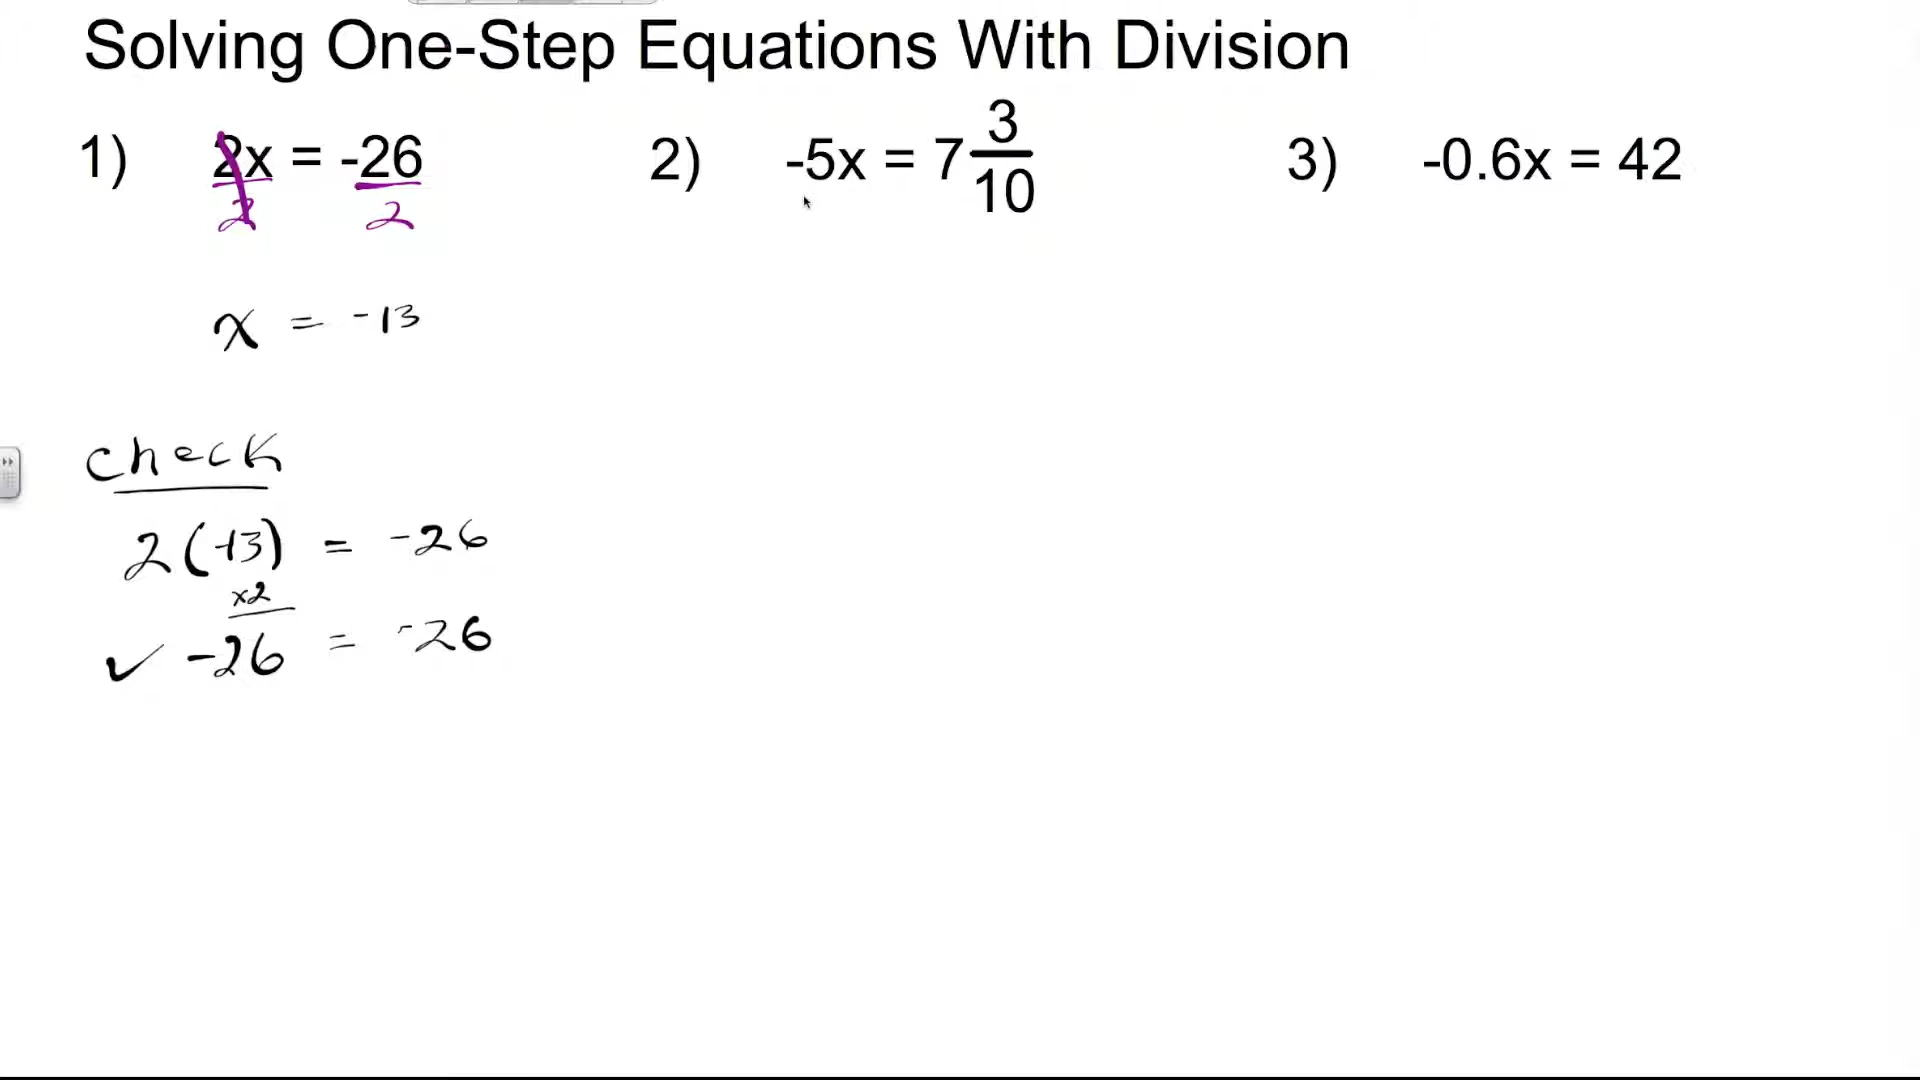 Solving One-Step Equations With Division
1) 2x = -26
2 2
x = -13
check
2(-13) = -26
x2
✓ -26 = -26
2) -5x = 7 3/10
3) -0.6x = 42